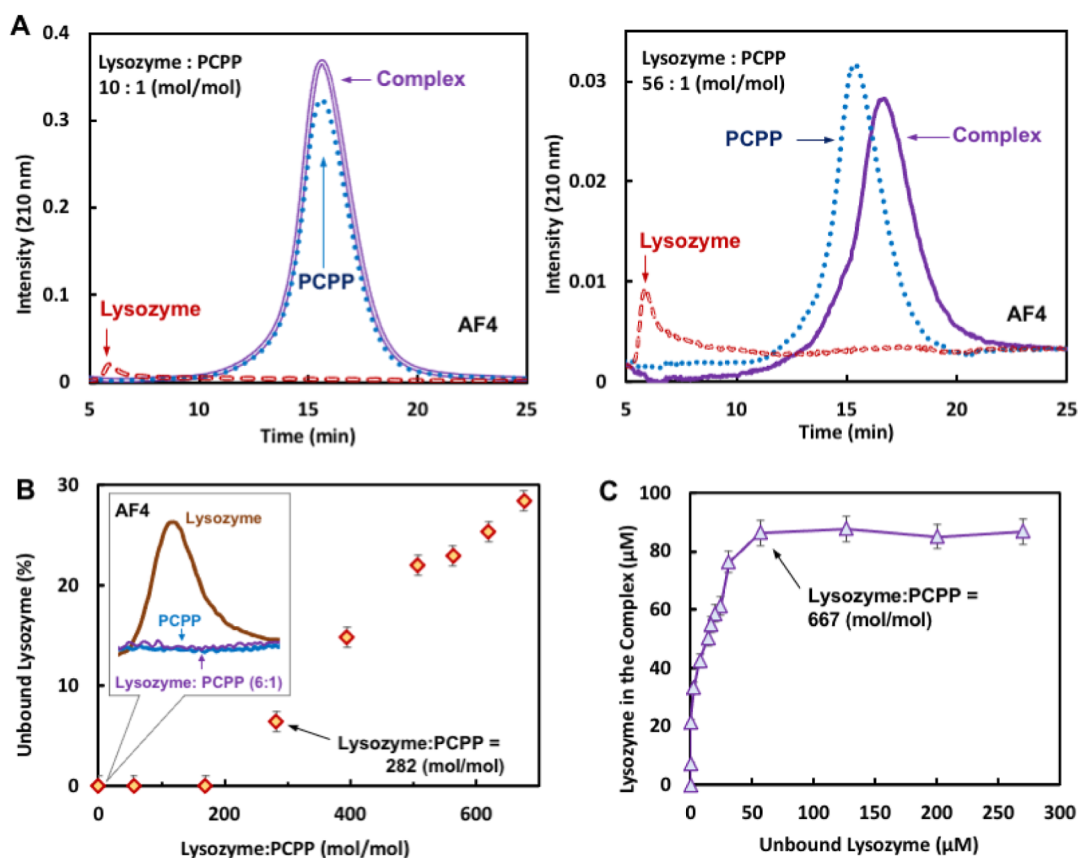 A
Lysozyme : PCPP
10 : 1 (mol/mol)
Complex
PCPP
Lysozyme
AF4
Intensity (210 nm)
0.4
0.3
0.2
0.1
0
5 10 15 20 25
Time (min)
Lysozyme : PCPP
56 : 1 (mol/mol)
PCPP
Complex
Lysozyme
AF4
Intensity (210 nm)
0.03
0.02
0.01
0
5 10 15 20 25
Time (min)
B
AF4
Lysozyme
PCPP
Lysozyme: PCPP (6:1)
Lysozyme:PCPP =
282 (mol/mol)
Unbound Lysozyme (%)
30
20
10
0
0 200 400 600
Lysozyme:PCPP (mol/mol)
C
Lysozyme:PCPP =
667 (mol/mol)
Lysozyme in the Complex (μM)
100
80
60
40
20
0
0 50 100 150 200 250 300
Unbound Lysozyme (μM)